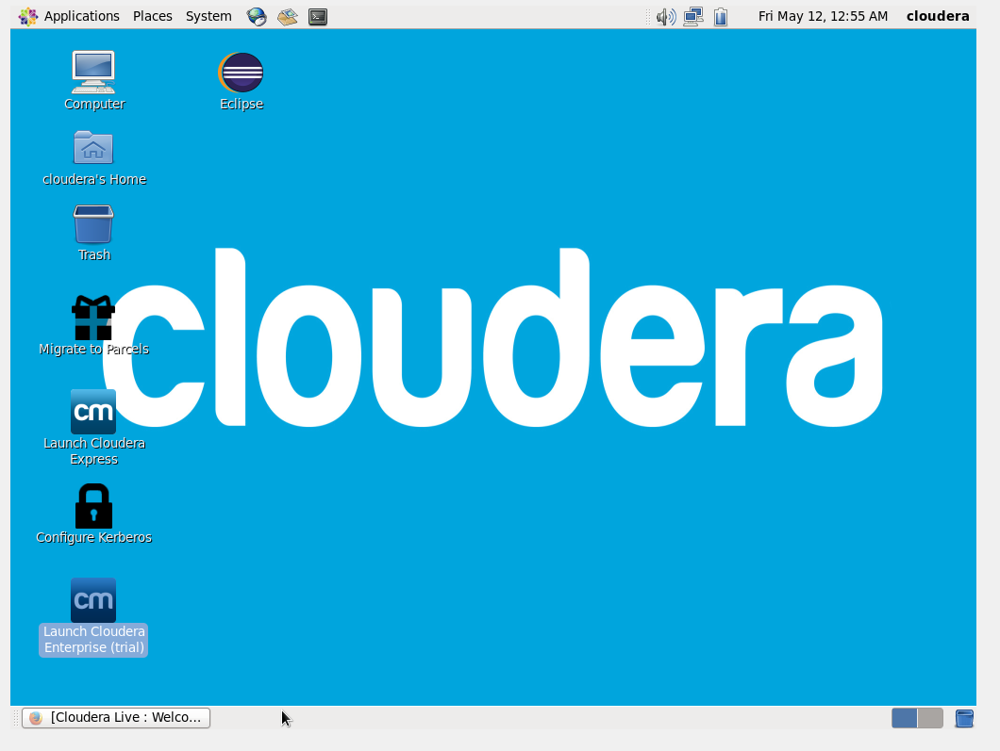 Applications Places System Fri May 12, 12:55 AM cloudera
Computer
Eclipse
cloudera's Home
Trash
cloudera
Migrate to Parcels
cm
Launch Cloudera
Express
Configure Kerberos
cm
Launch Cloudera
Enterprise (trial)
[Cloudera Live : Welco...